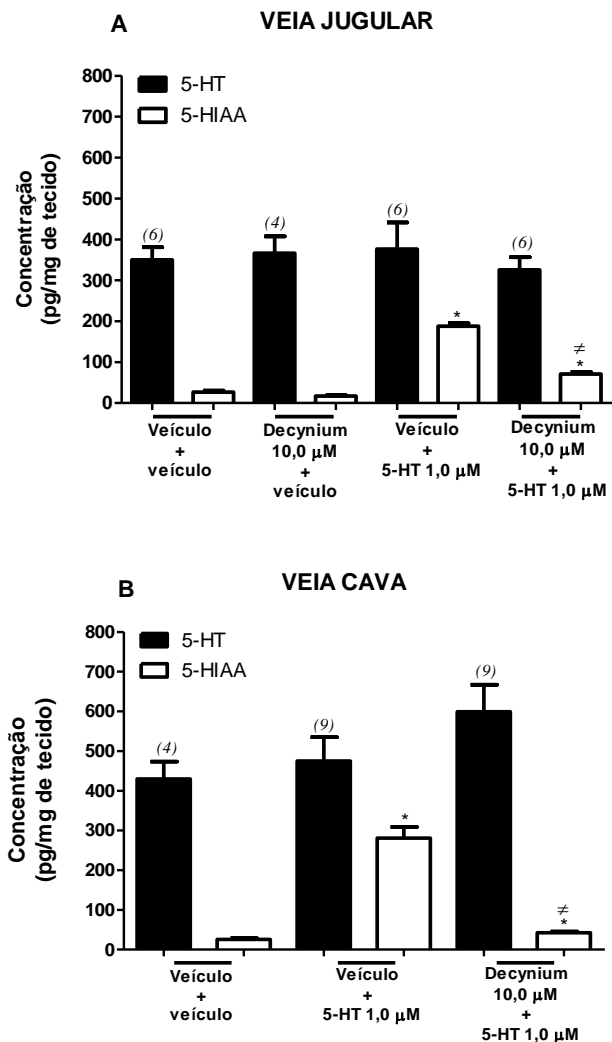 A
VEIA JUGULAR
Concentração
(pg/mg de tecido)
800
700
600
500
400
300
200
100
0
5-HT
5-HIAA
(6)
(4)
(6)
(6)
*
≠
*
Veículo
+
veículo
Decynium
10,0 µM
+
veículo
Veículo
+
5-HT 1,0 µM
Decynium
10,0 µM
+
5-HT 1,0 µM
B
VEIA CAVA
Concentração
(pg/mg de tecido)
800
700
600
500
400
300
200
100
0
5-HT
5-HIAA
(4)
(9)
(9)
*
≠
*
Veículo
+
veículo
Veículo
+
5-HT 1,0 µM
Decynium
10,0 µM
+
5-HT 1,0 µM